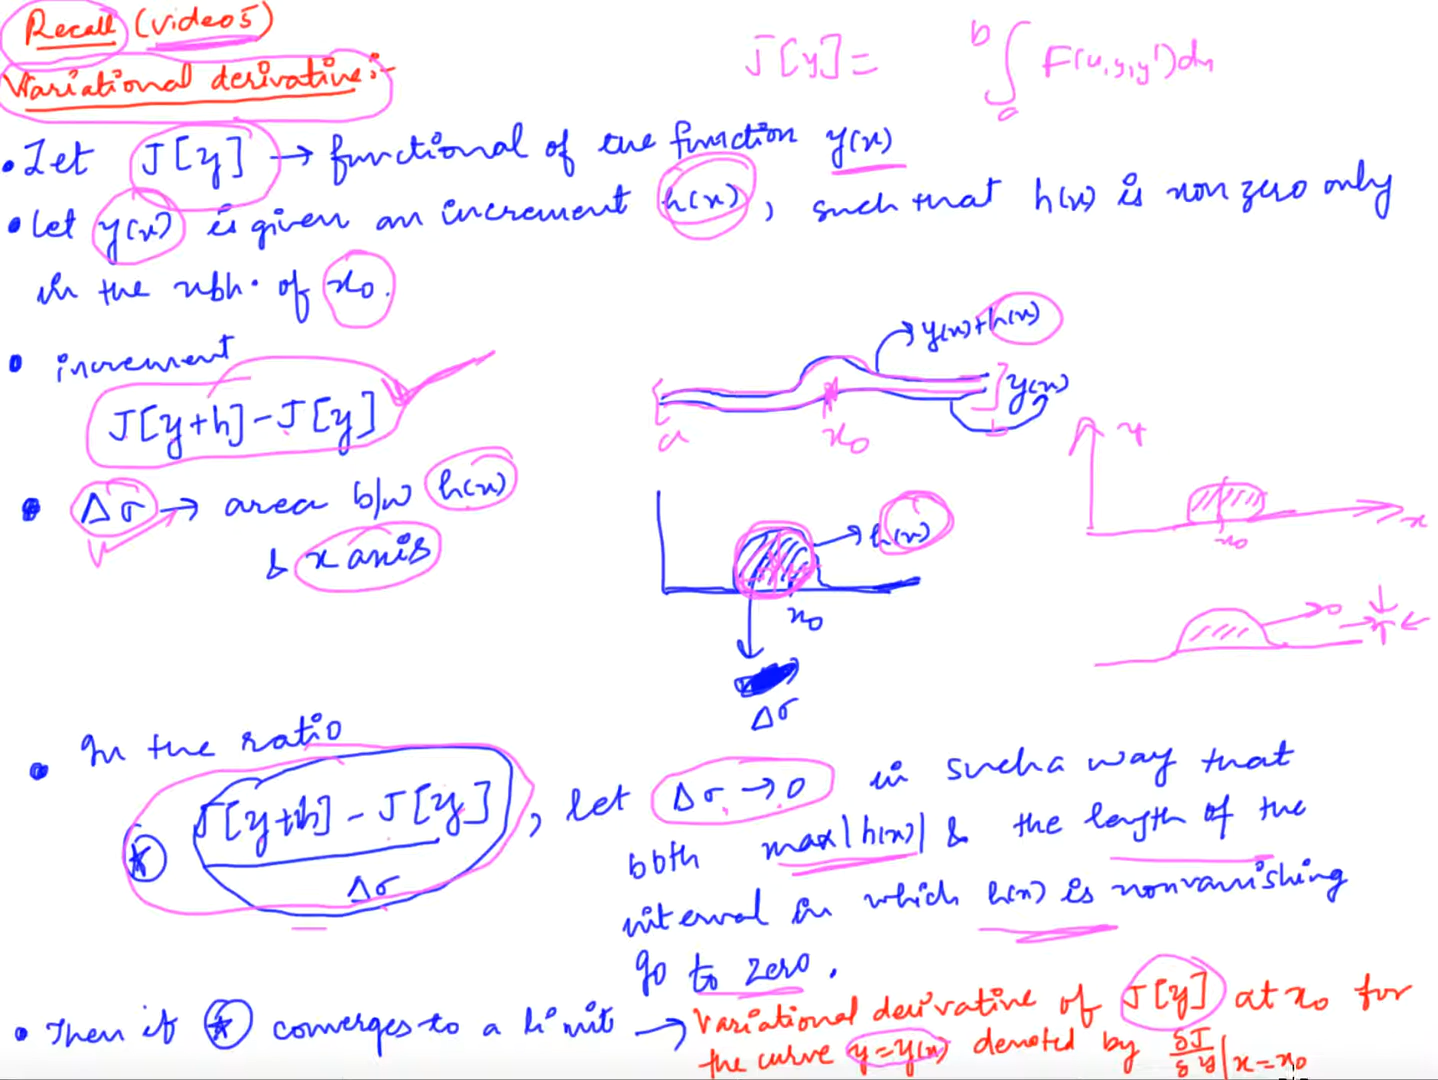 Recall (video 5)
J[y] = ∫ₐᵇ F(x,y,y')dx
Variational derivative:-
• Let J[y] → functional of the function y(x)
• Let y(x) is given an increment h(x), such that h(x) is non zero only
in the nbh. of x₀.
• increment
J[y+h] - J[y]
y(x)+h(x)
y(x)
a
x₀
b
• Δσ → area b/w h(x)
& x axis
h(x)
x₀
Δσ
x
x₀
• In the ratio
⊛ (J[y+h] - J[y]) / Δσ , let Δσ → 0 in such a way that
both max|h(x)| & the length of the
interval in which h(x) is nonvanishing
go to zero.
• Then if ⊛ converges to a limit → Variational derivative of J[y] at x₀ for
the curve y=y(x) denoted by δJ/δy |x=x₀